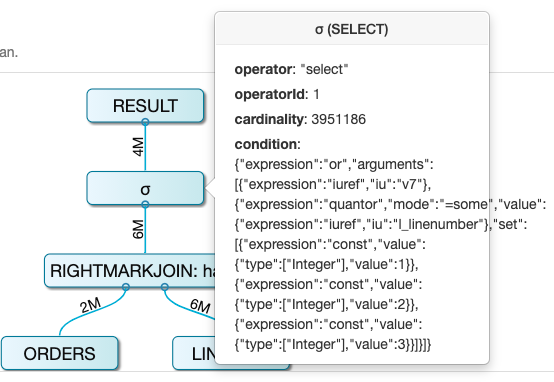 an.
σ (SELECT)
operator: "select"
operatorId: 1
cardinality: 3951186
condition:
{"expression":"or","arguments":
[{"expression":"iuref","iu":"v7"},
{"expression":"quantor","mode":"=some","value":
{"expression":"iuref","iu":"l_linenumber"},"set":
[{"expression":"const","value":
{"type":["Integer"],"value":1}},
{"expression":"const","value":
{"type":["Integer"],"value":2}},
{"expression":"const","value":
{"type":["Integer"],"value":3}}]}]}
RESULT
4M
σ
6M
RIGHTMARKJOIN: ha
2M
6M
ORDERS
LIN